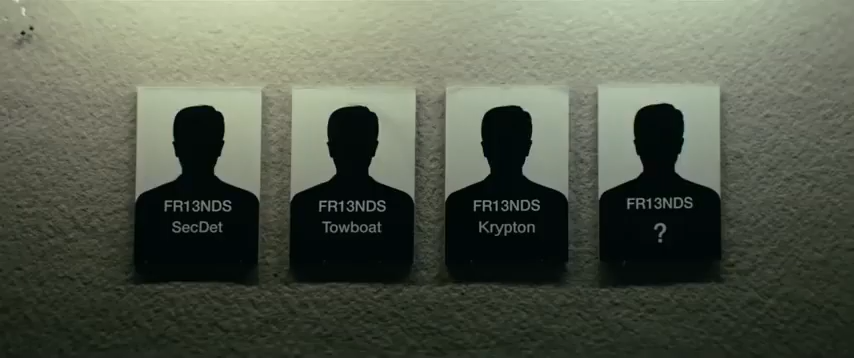 FR13NDS
SecDet
FR13NDS
Towboat
FR13NDS
Krypton
FR13NDS
?